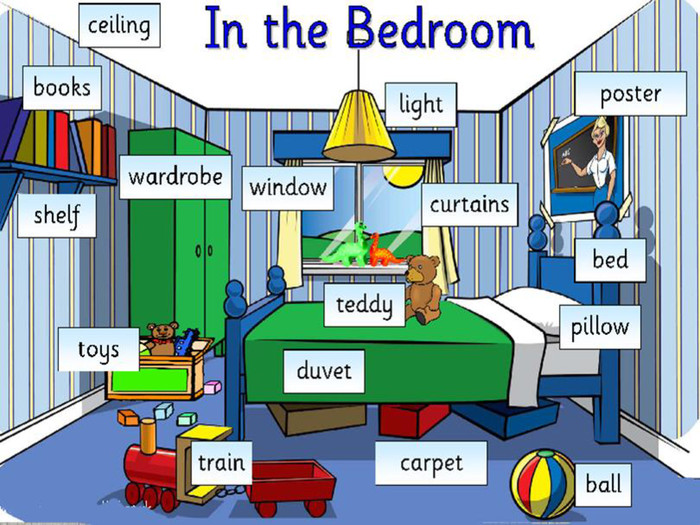 In the Bedroom
ceiling
books
light
poster
wardrobe
window
curtains
shelf
bed
teddy
pillow
toys
duvet
train
carpet
ball